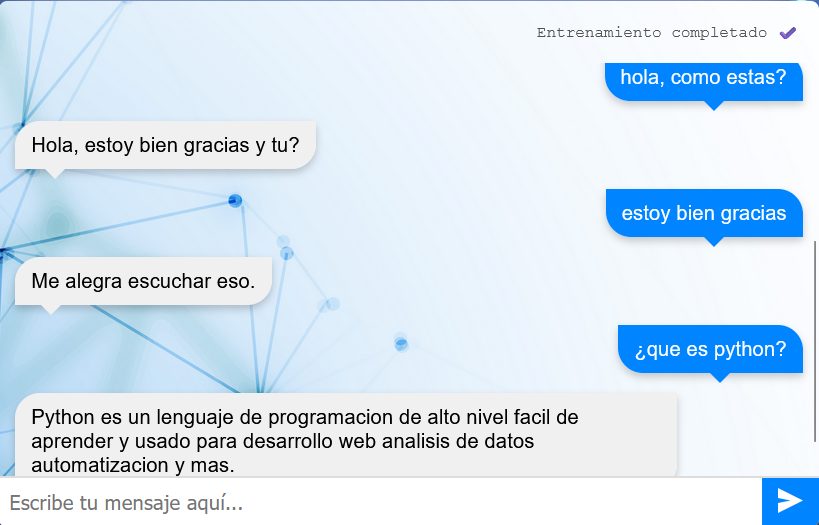 Entrenamiento completado
hola, como estas?
Hola, estoy bien gracias y tu?
estoy bien gracias
Me alegra escuchar eso.
¿que es python?
Python es un lenguaje de programacion de alto nivel facil de
aprender y usado para desarrollo web analisis de datos
automatizacion y mas.
Escribe tu mensaje aquí...